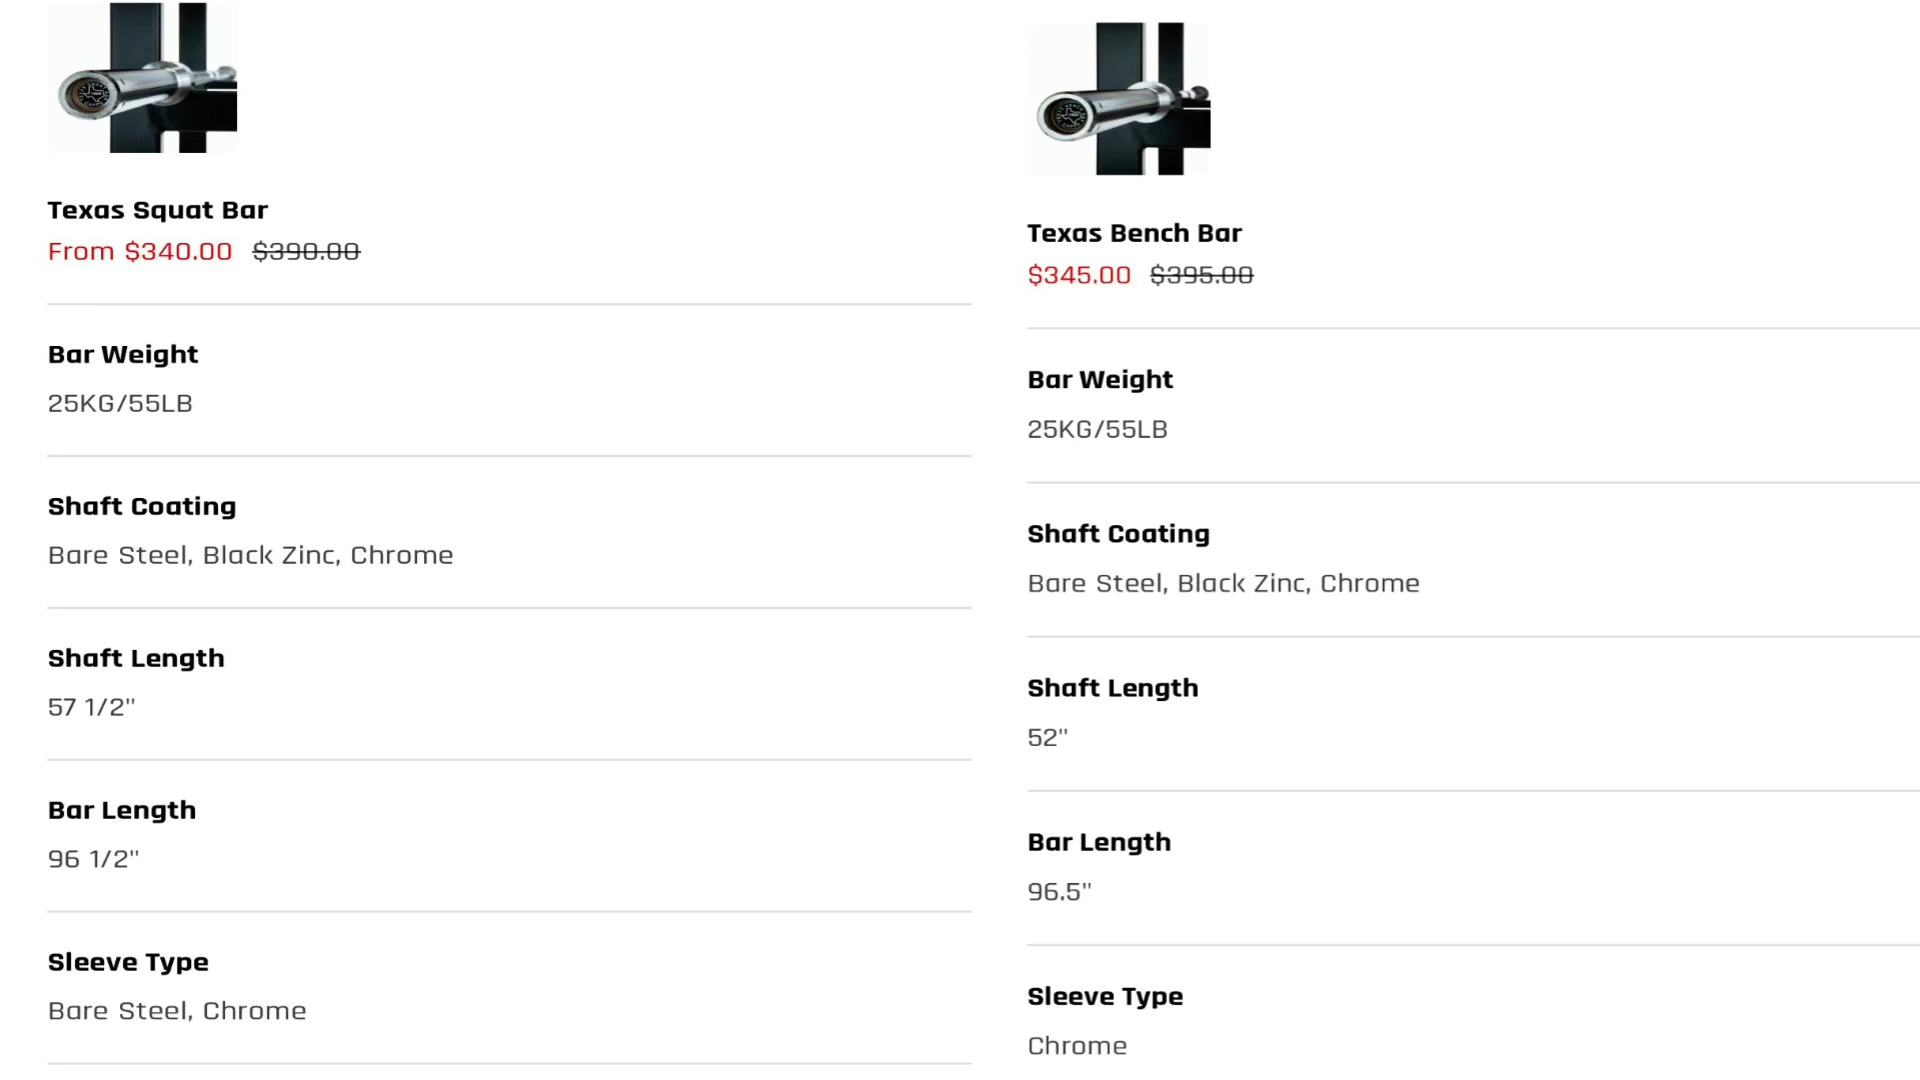 Texas Squat Bar
From $340.00 $390.00
Bar Weight
25KG/55LB
Shaft Coating
Bare Steel, Black Zinc, Chrome
Shaft Length
57 1/2"
Bar Length
96 1/2"
Sleeve Type
Bare Steel, Chrome
Texas Bench Bar
$345.00 $395.00
Bar Weight
25KG/55LB
Shaft Coating
Bare Steel, Black Zinc, Chrome
Shaft Length
52"
Bar Length
96.5"
Sleeve Type
Chrome